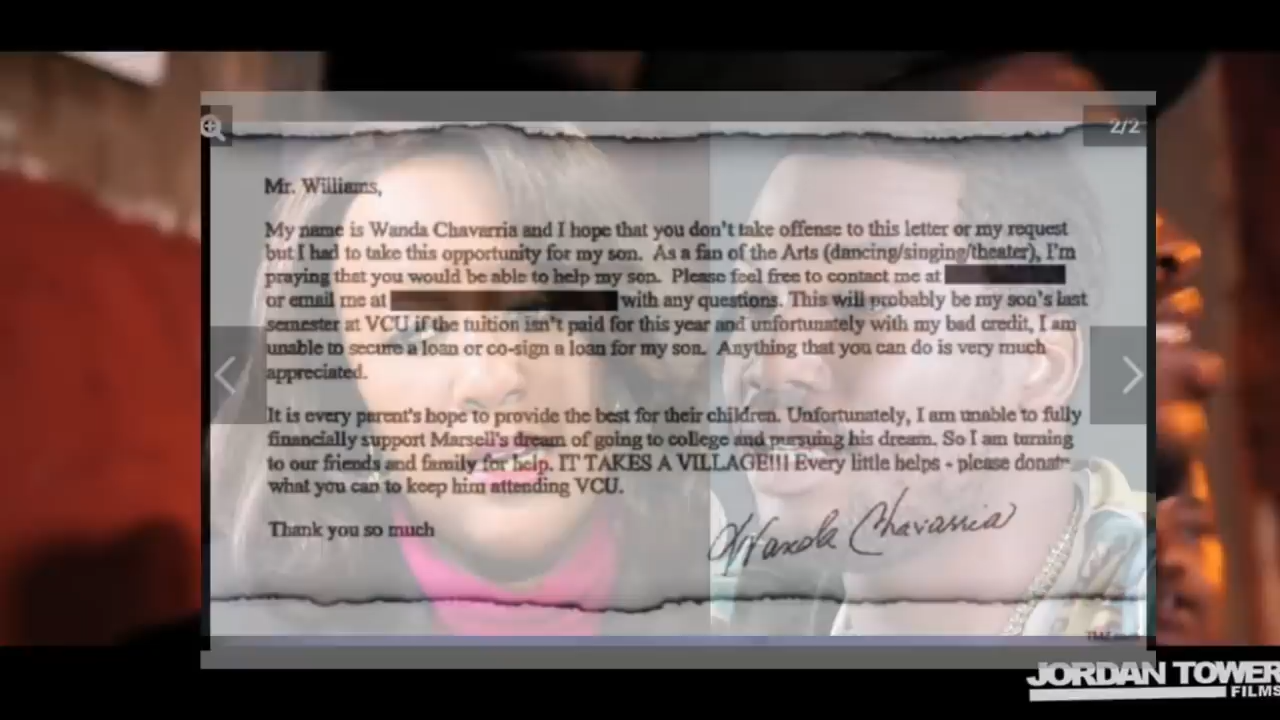 2/2
Mr. Williams,
My name is Wanda Chavarria and I hope that you don't take offense to this letter or my request
but I had to take this opportunity for my son. As a fan of the Arts (dancing/singing/theater), I'm
praying that you would be able to help my son. Please feel free to contact me at
or email me at with any questions. This will probably be my son's last
semester at VCU if the tuition isn't paid for this year and unfortunately with my bad credit, I am
unable to secure a loan or co-sign a loan for my son. Anything that you can do is very much
appreciated.
It is every parent's hope to provide the best for their children. Unfortunately, I am unable to fully
financially support Marsell's dream of going to college and pursuing his dream. So I am turning
to our friends and family for help. IT TAKES A VILLAGE!!! Every little helps - please donate
what you can to keep him attending VCU.
Thank you so much
Wanda Chavarria
JORDAN TOWER
FILMS